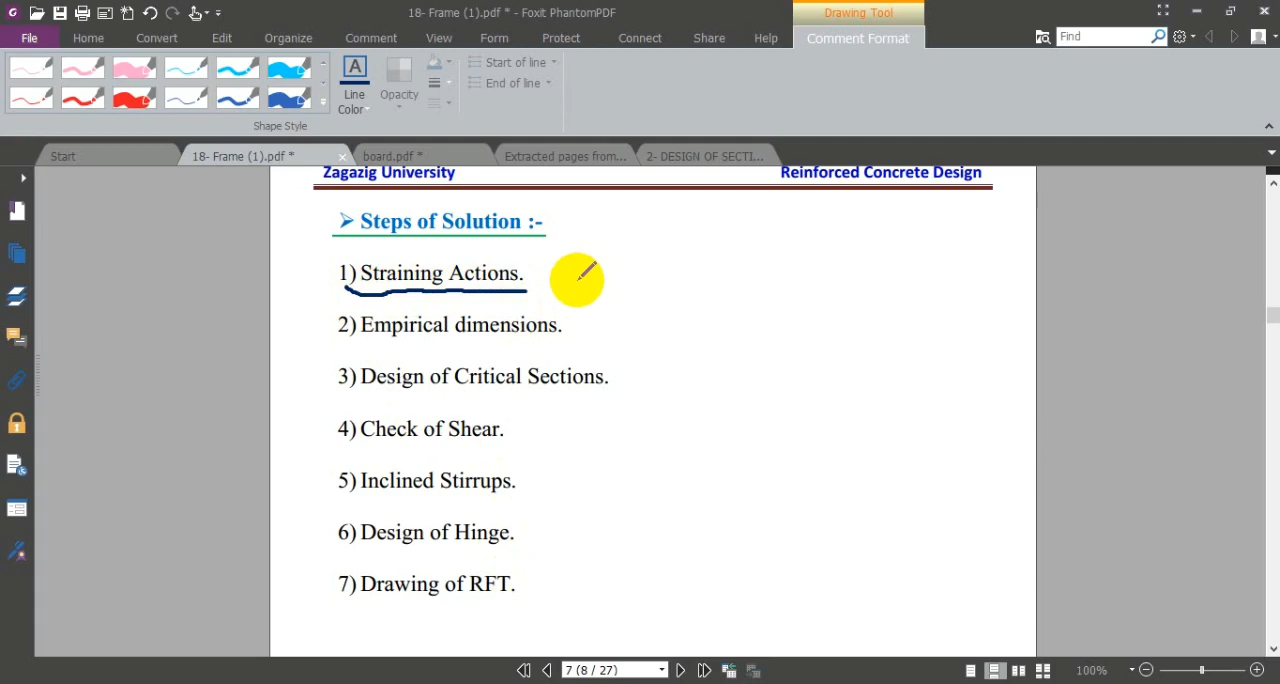 18- Frame (1).pdf * - Foxit PhantomPDF
Drawing Tool
File Home Convert Edit Organize Comment View Form Protect Connect Share Help Comment Format
Find
Line Color
Opacity
Start of line
End of line
Shape Style
Start
18- Frame (1).pdf *
board.pdf *
Extracted pages from...
2- DESIGN OF SECTI...
Zagazig University Reinforced Concrete Design
➢ Steps of Solution :-
1) Straining Actions.
2) Empirical dimensions.
3) Design of Critical Sections.
4) Check of Shear.
5) Inclined Stirrups.
6) Design of Hinge.
7) Drawing of RFT.
7 (8 / 27)
100%